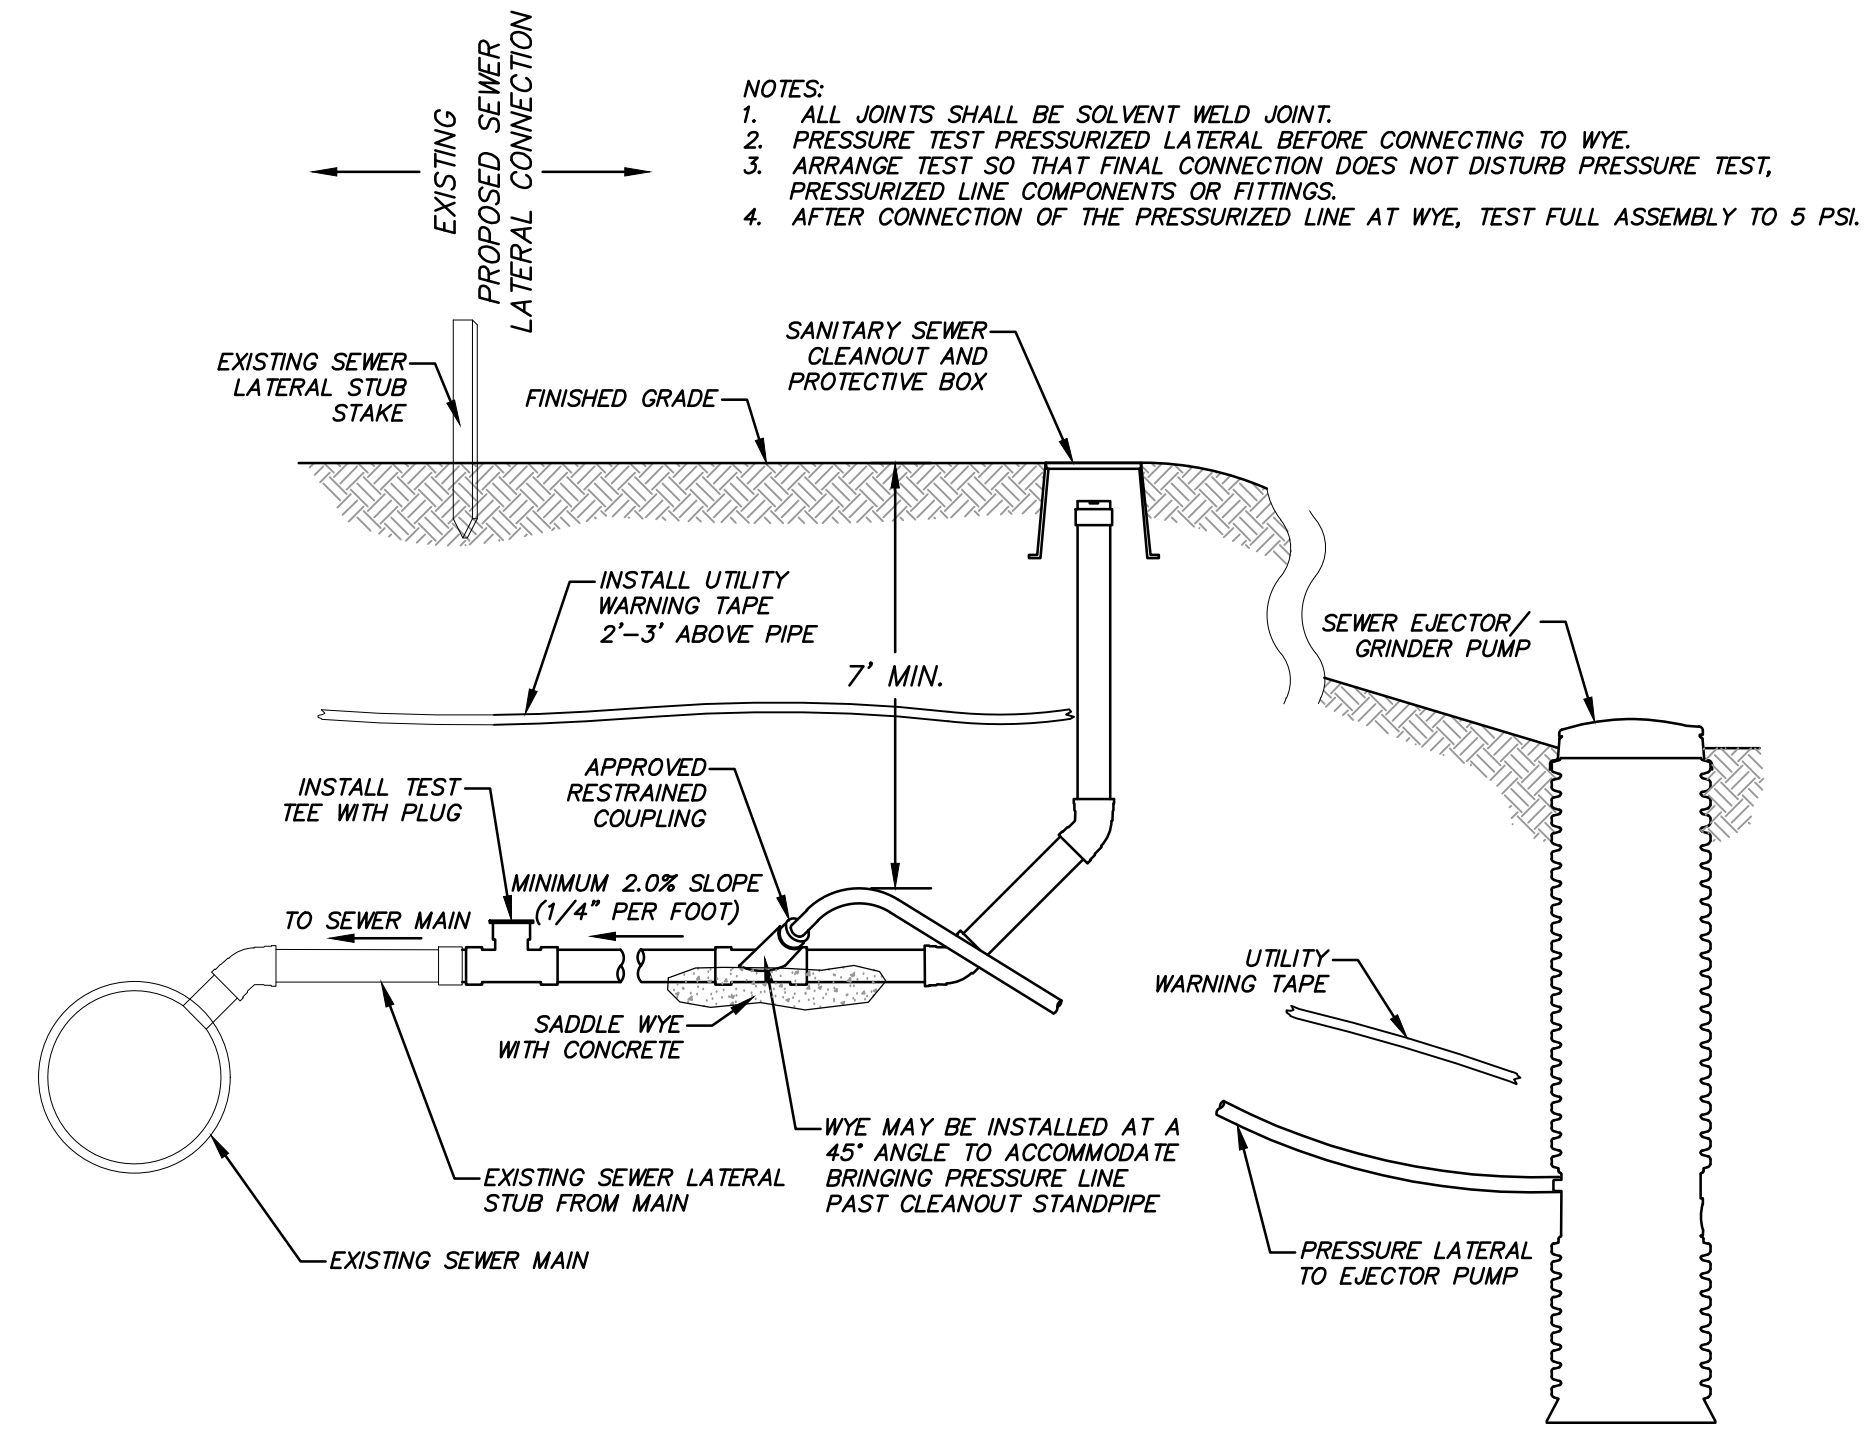 EXISTING
PROPOSED SEWER
LATERAL CONNECTION
NOTES:
1. ALL JOINTS SHALL BE SOLVENT WELD JOINT.
2. PRESSURE TEST PRESSURIZED LATERAL BEFORE CONNECTING TO WYE.
3. ARRANGE TEST SO THAT FINAL CONNECTION DOES NOT DISTURB PRESSURE TEST,
PRESSURIZED LINE COMPONENTS OR FITTINGS.
4. AFTER CONNECTION OF THE PRESSURIZED LINE AT WYE, TEST FULL ASSEMBLY TO 5 PSI.
EXISTING SEWER
LATERAL STUB
STAKE
FINISHED GRADE
SANITARY SEWER
CLEANOUT AND
PROTECTIVE BOX
INSTALL UTILITY
WARNING TAPE
2'-3' ABOVE PIPE
7' MIN.
SEWER EJECTOR/
GRINDER PUMP
INSTALL TEST
TEE WITH PLUG
APPROVED
RESTRAINED
COUPLING
MINIMUM 2.0% SLOPE
(1/4" PER FOOT)
TO SEWER MAIN
UTILITY
WARNING TAPE
SADDLE WYE
WITH CONCRETE
WYE MAY BE INSTALLED AT A
45° ANGLE TO ACCOMMODATE
BRINGING PRESSURE LINE
PAST CLEANOUT STANDPIPE
EXISTING SEWER LATERAL
STUB FROM MAIN
EXISTING SEWER MAIN
PRESSURE LATERAL
TO EJECTOR PUMP